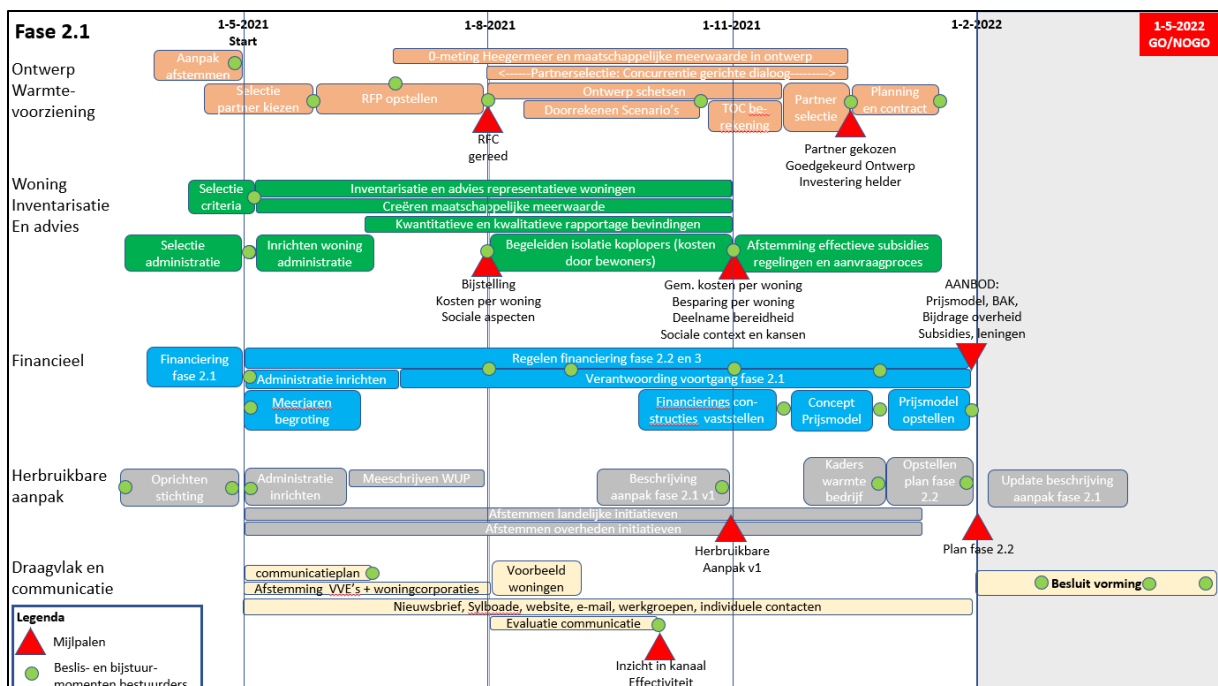 Fase 2.1
1-5-2021
Start
1-8-2021
1-11-2021
1-2-2022
1-5-2022
GO/NOGO
Ontwerp
Warmte-
voorziening
Aanpak
afstemmen
0-meting Heegermeer en maatschappelijke meerwaarde in ontwerp
<------Partnerselectie: Concurrentie gerichte dialoog---------->
Selectie
partner kiezen
RFP opstellen
Ontwerp schetsen
Doorrekenen Scenario's
TOC be-
rekening
Partner
selectie
Planning
en contract
RFC
gereed
Partner gekozen
Goedgekeurd Ontwerp
Investering helder
Woning
Inventarisatie
En advies
Selectie
criteria
Inventarisatie en advies representatieve woningen
Creëren maatschappelijke meerwaarde
Kwantitatieve en kwalitatieve rapportage bevindingen
Selectie
administratie
Inrichten woning
administratie
Begeleiden isolatie koplopers (kosten
door bewoners)
Afstemming effectieve subsidies
regelingen en aanvraagproces
Bijstelling
Kosten per woning
Sociale aspecten
Gem. kosten per woning
Besparing per woning
Deelname bereidheid
Sociale context en kansen
AANBOD:
Prijsmodel, BAK,
Bijdrage overheid
Subsidies, leningen
Financieel
Financiering
fase 2.1
Regelen financiering fase 2.2 en 3
Administratie inrichten
Verantwoording voortgang fase 2.1
Meerjaren
begroting
Financierings con-
structies vaststellen
Concept
Prijsmodel
Prijsmodel
opstellen
Herbruikbare
aanpak
Oprichten
stichting
Administratie
inrichten
Meeschrijven WUP
Beschrijving
aanpak fase 2.1 v1
Kaders
warmte
bedrijf
Opstellen
plan fase
2.2
Update beschrijving
aanpak fase 2.1
Afstemmen landelijke initiatieven
Afstemmen overheden initiatieven
Herbruikbare
Aanpak v1
Plan fase 2.2
Draagvlak en
communicatie
communicatieplan
Afstemming VVE's + woningcorporaties
Voorbeeld
woningen
Besluit vorming
Nieuwsbrief, Sylboade, website, e-mail, werkgroepen, individuele contacten
Evaluatie communicatie
Inzicht in kanaal
Effectiviteit
Legenda
Mijlpalen
Beslis- en bijstuur-
momenten bestuurders